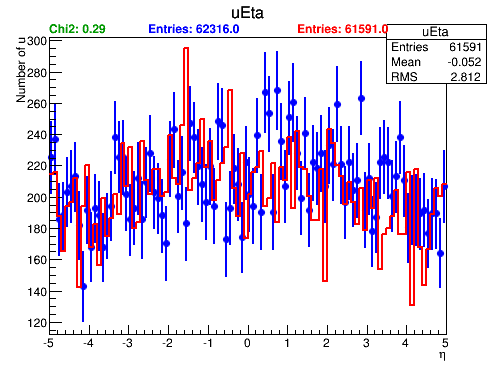 uEta
Chi2: 0.29 Entries: 62316.0 Entries: 61591.0
uEta
Entries 61591
Mean -0.052
RMS 2.812
Number of u
300
280
260
240
220
200
180
160
140
120
-5 -4 -3 -2 -1 0 1 2 3 4 5
η